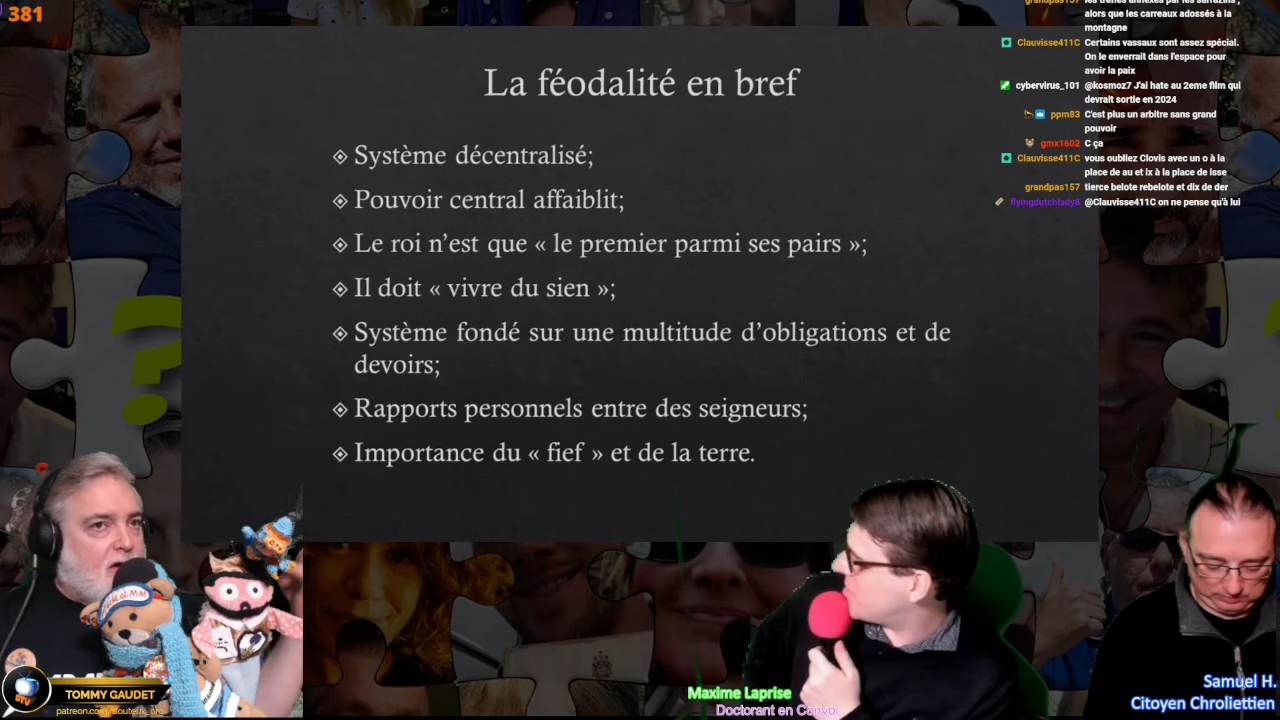 381
La féodalité en bref
Système décentralisé;
Pouvoir central affaiblit;
Le roi n'est que « le premier parmi ses pairs »;
Il doit « vivre du sien »;
Système fondé sur une multitude d'obligations et de
devoirs;
Rapports personnels entre des seigneurs;
Importance du « fief » et de la terre.
alors que les carreaux adossés à la
montagne
Clauvisse411C Certains vassaux sont assez spécial.
On le enverrait dans l'espace pour
avoir la paix
cybervirus_101 @kosmoz7 J'ai hate au 2eme film qui
devrait sortie en 2024
ppm83 C'est plus un arbitre sans grand
pouvoir
gmx1602 C ça
Clauvisse411C vous oubliez Clovis avec un o à la
place de au et ix à la place de isse
grandpas157 tierce belote rebelote et dix de der
flyingdutchlady8 @Clauvisse411C on ne pense qu'à lui
TOMMY GAUDET
patreon.com/douteux_org
Maxime Laprise
Doctorant en
Samuel H.
Citoyen Chroliettien